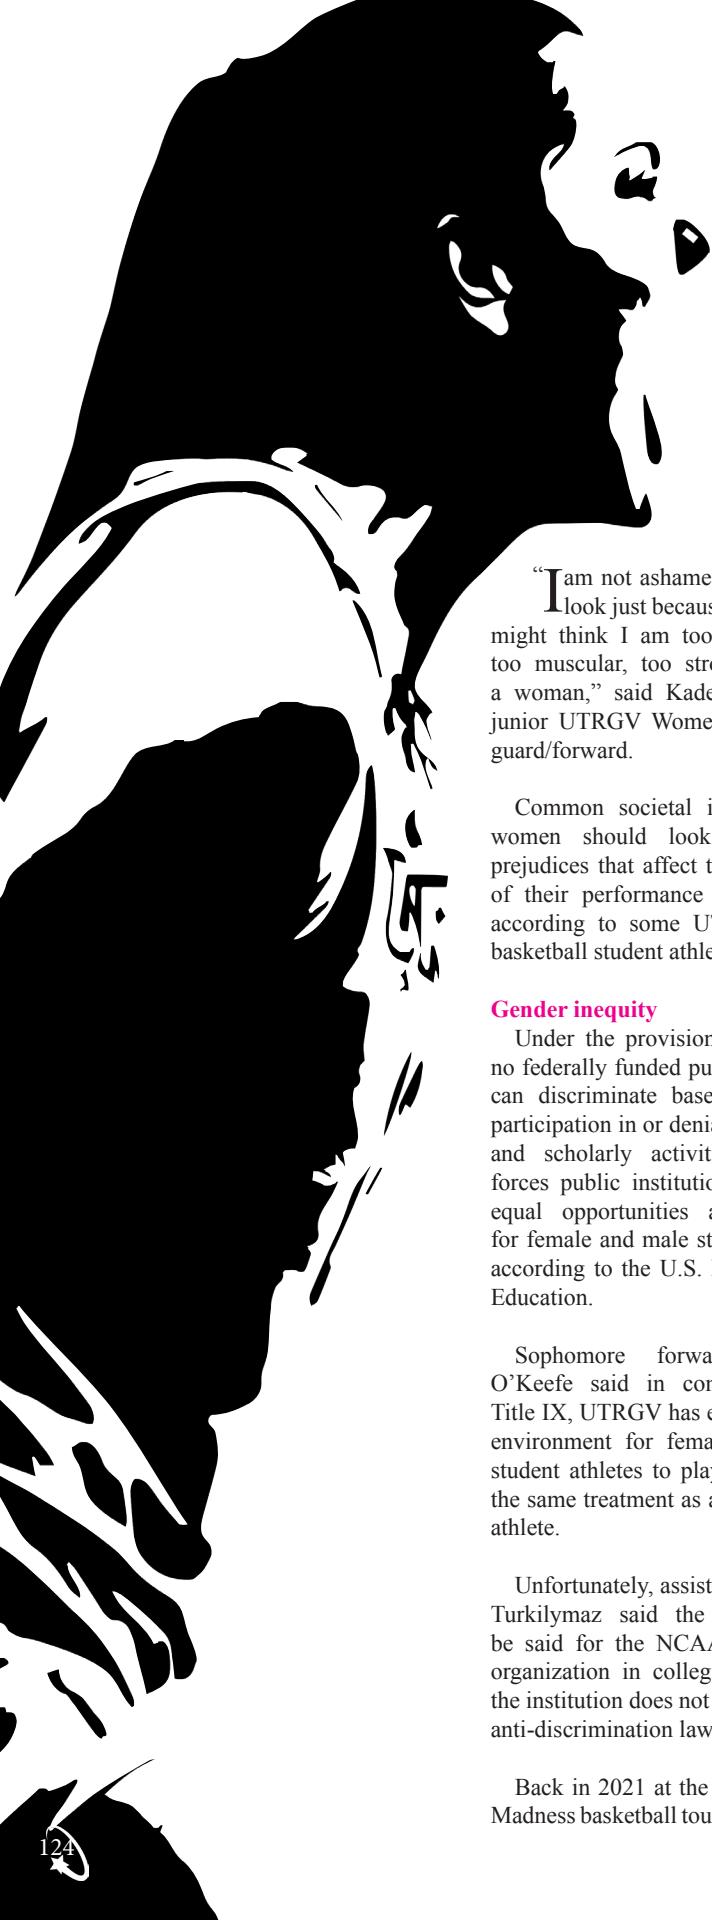 “I am not ashame
look just becaus
might think I am too
too muscular, too stro
a woman,” said Kade
junior UTRGV Wome
guard/forward.
Common societal i
women should look
prejudices that affect t
of their performance
according to some UT
basketball student athle
Gender inequity
Under the provision
no federally funded pu
can discriminate base
participation in or denia
and scholarly activit
forces public institutio
equal opportunities a
for female and male st
according to the U.S.
Education.
Sophomore forwa
O’Keefe said in con
Title IX, UTRGV has e
environment for fema
student athletes to play
the same treatment as a
athlete.
Unfortunately, assist
Turkilymaz said the
be said for the NCAA
organization in colleg
the institution does not
anti-discrimination law
Back in 2021 at the
Madness basketball tou
124